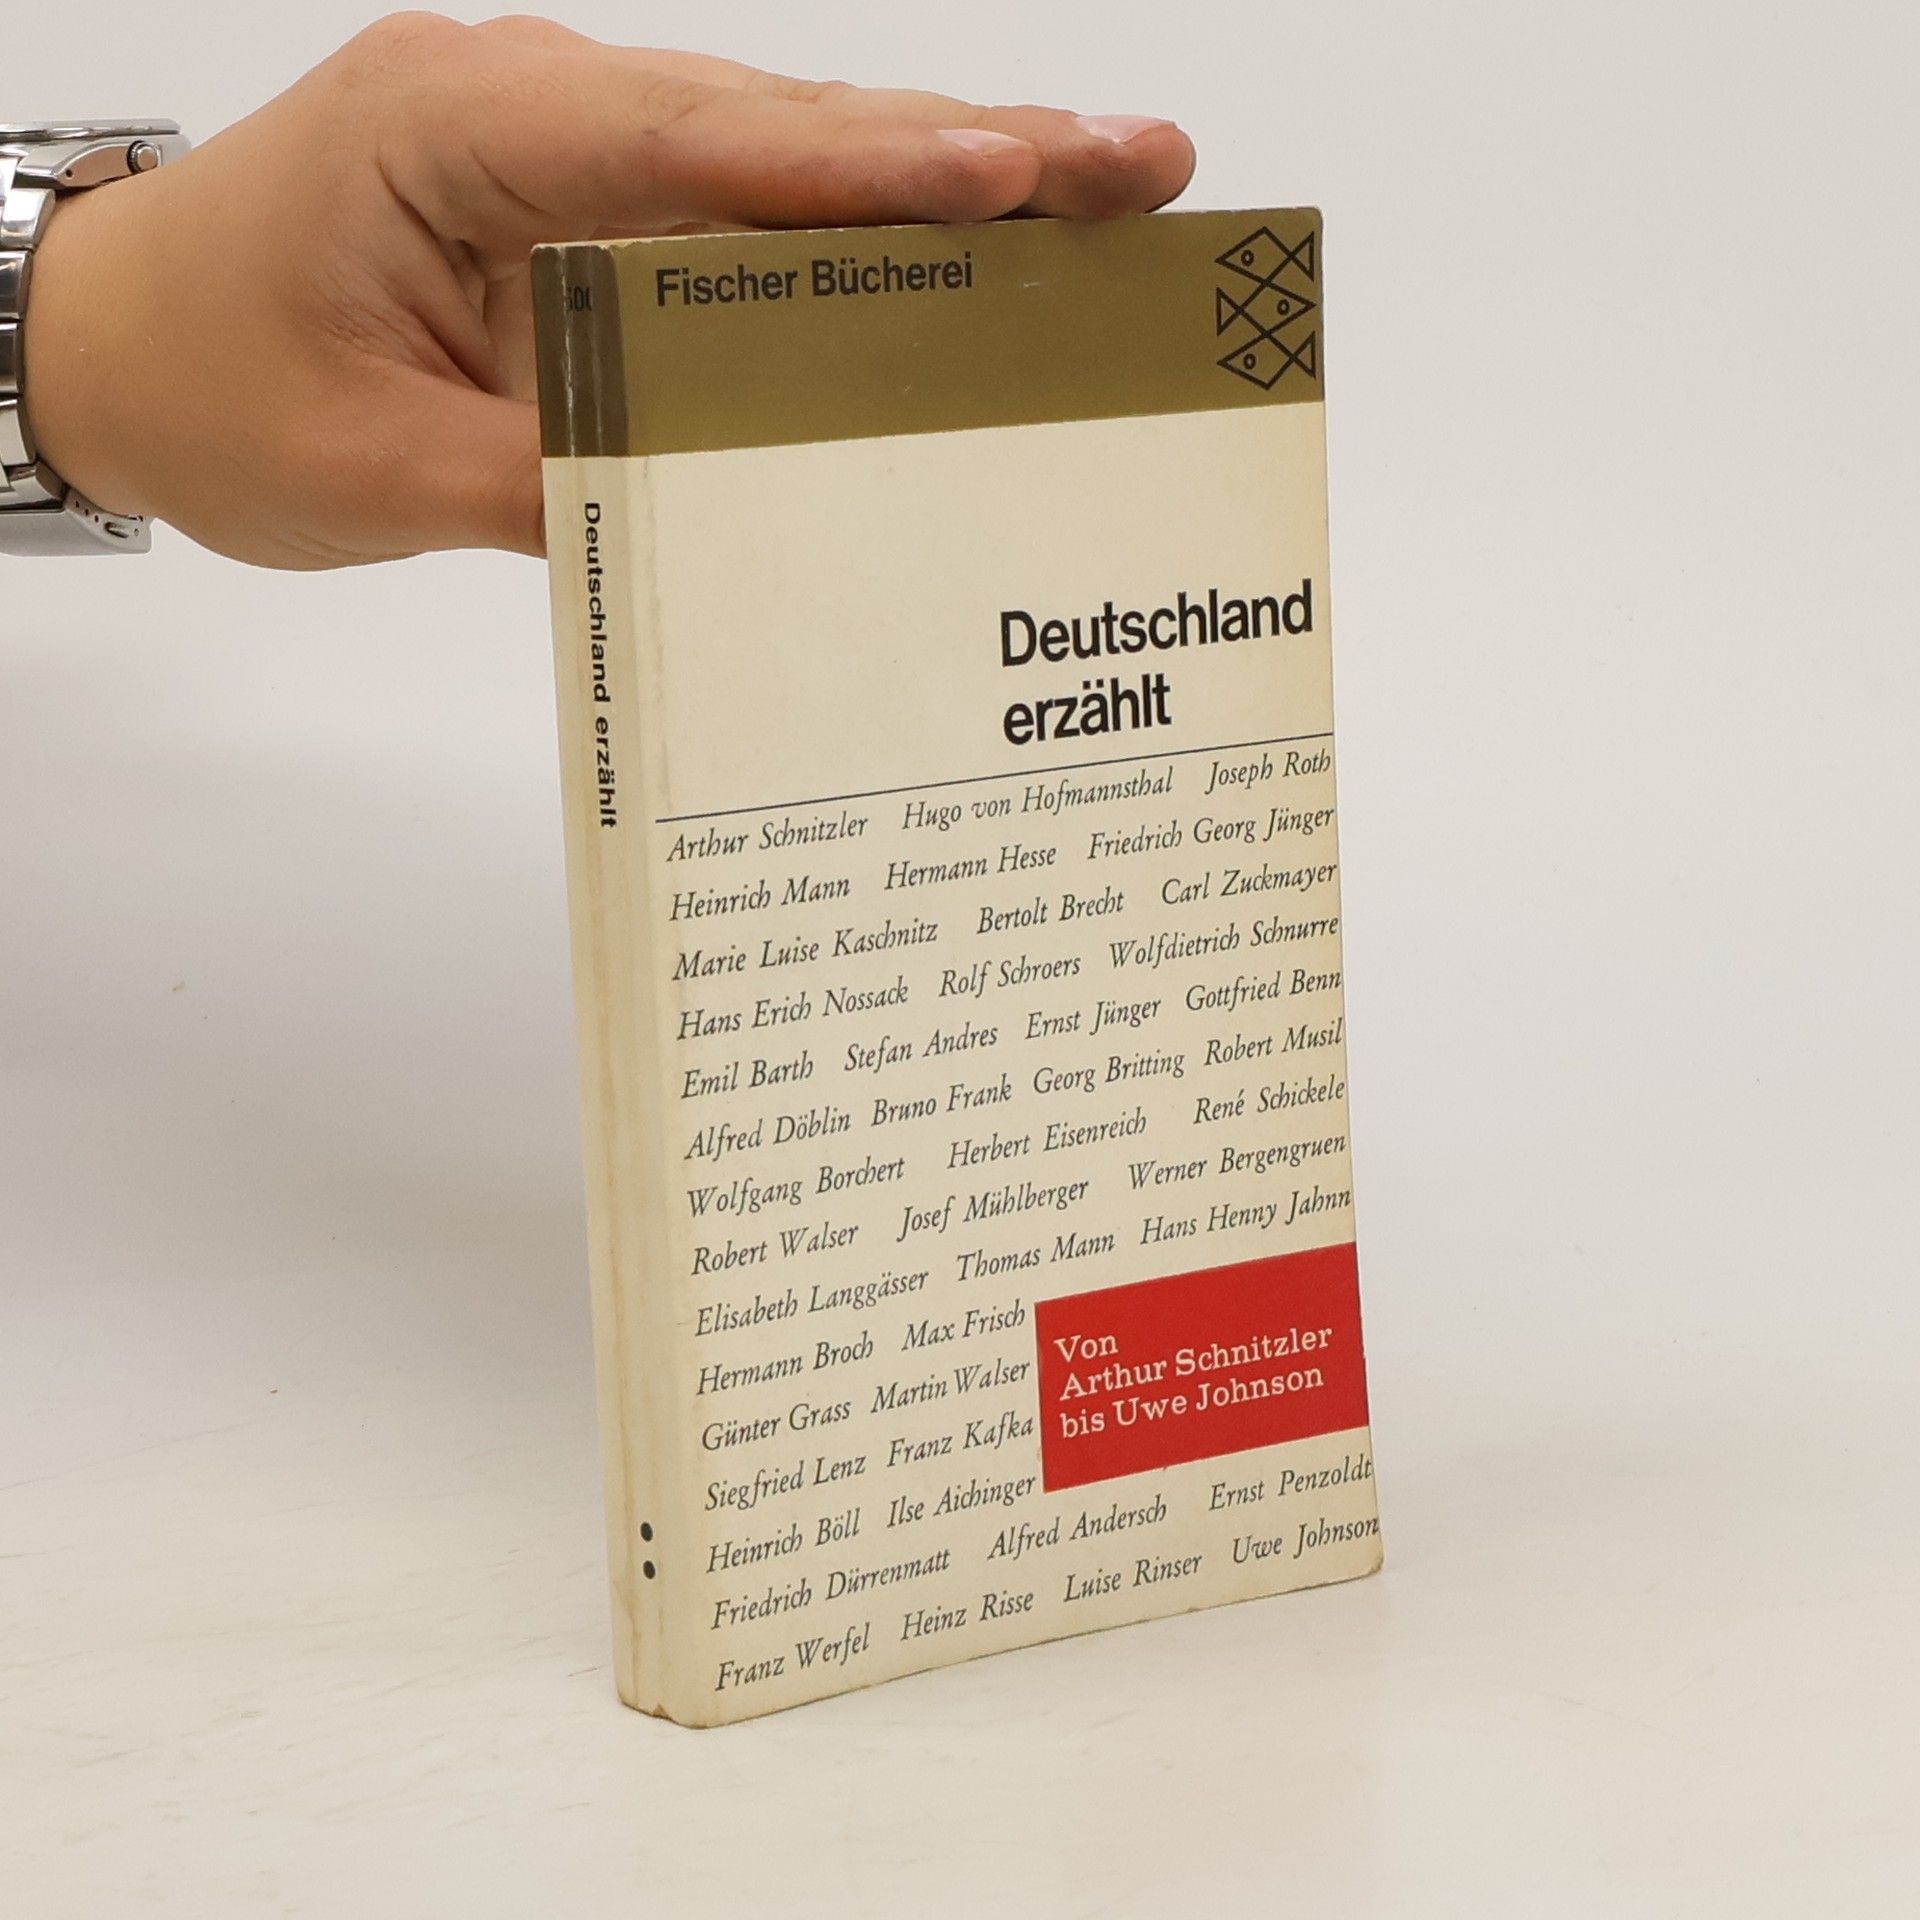 Fischer Bücherei
Deutschland
erzählt
Arthur Schnitzler Hugo von Hofmannsthal Joseph Roth
Heinrich Mann Hermann Hesse Friedrich Georg Jünger
Marie Luise Kaschnitz Bertolt Brecht Carl Zuckmayer
Hans Erich Nossack Rolf Schroers Wolfdietrich Schnurre
Emil Barth Stefan Andres Ernst Jünger Gottfried Benn
Alfred Döblin Bruno Frank Georg Britting Robert Musil
Wolfgang Borchert Herbert Eisenreich René Schickele
Robert Walser Josef Mühlberger Werner Bergengruen
Elisabeth Langgässer Thomas Mann Hans Henny Jahnn
Hermann Broch Max Frisch
Günter Grass Martin Walser
Siegfried Lenz Franz Kafka
Heinrich Böll Ilse Aichinger
Friedrich Dürrenmatt Alfred Andersch Ernst Penzoldt
Franz Werfel Heinz Risse Luise Rinser Uwe Johnson
Von
Arthur Schnitzler
bis Uwe Johnson
Deutschland erzählt